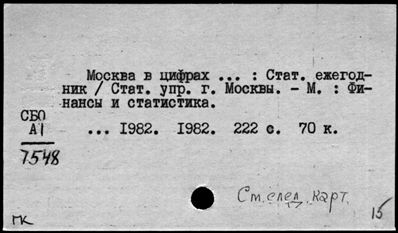 Москва в цифрах ... : Стат. ежегод-
ник / Стат. упр. г. Москвы. - М. : Фи-
нансы и статистика.
СБО
А1
7548
... 1982. 1982. 222 с. 70 к.
См. след. карт.
ГК
15